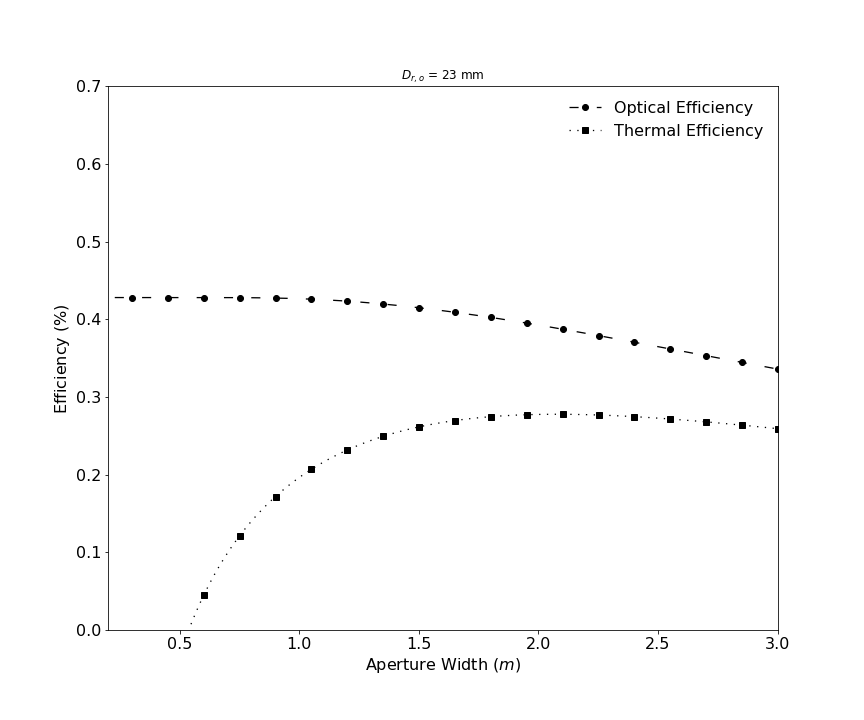 D_{r,o} = 23 mm
Optical Efficiency
Thermal Efficiency
0.7
0.6
0.5
0.4
0.3
0.2
0.1
0.0
Efficiency (%)
0.5 1.0 1.5 2.0 2.5 3.0
Aperture Width (m)